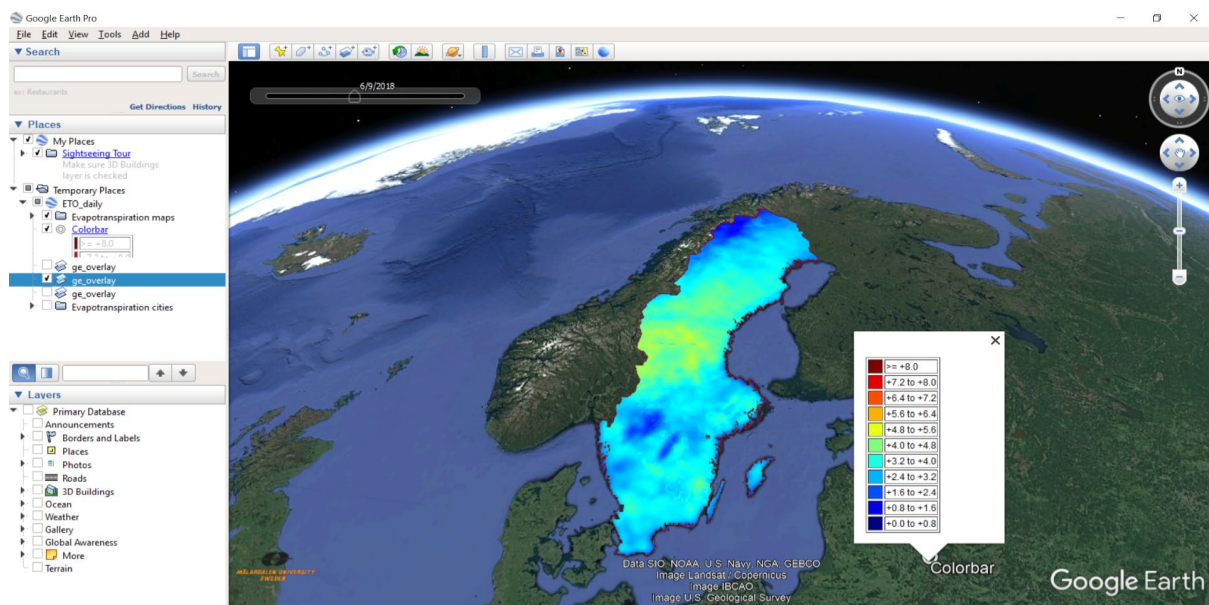 Google Earth Pro
File Edit View Tools Add Help
Search
Search
ex: Restaurants
Get Directions History
Places
My Places
Sightseeing Tour
Make sure 3D Buildings
layer is checked
Temporary Places
ETO_daily
Evapotranspiration maps
Colorbar
>= +8.0
ge_overlay
ge_overlay
ge_overlay
Evapotranspiration cities
Layers
Primary Database
Announcements
Borders and Labels
Places
Photos
Roads
3D Buildings
Ocean
Weather
Gallery
Global Awareness
More
Terrain
6/9/2018
N
>= +8.0
+7.2 to +8.0
+6.4 to +7.2
+5.6 to +6.4
+4.8 to +5.6
+4.0 to +4.8
+3.2 to +4.0
+2.4 to +3.2
+1.6 to +2.4
+0.8 to +1.6
+0.0 to +0.8
Colorbar
MÄLARDALEN UNIVERSITY
SWEDEN
Data SIO, NOAA, U.S. Navy, NGA, GEBCO
Image Landsat / Copernicus
Image IBCAO
Image U.S. Geological Survey
Google Earth